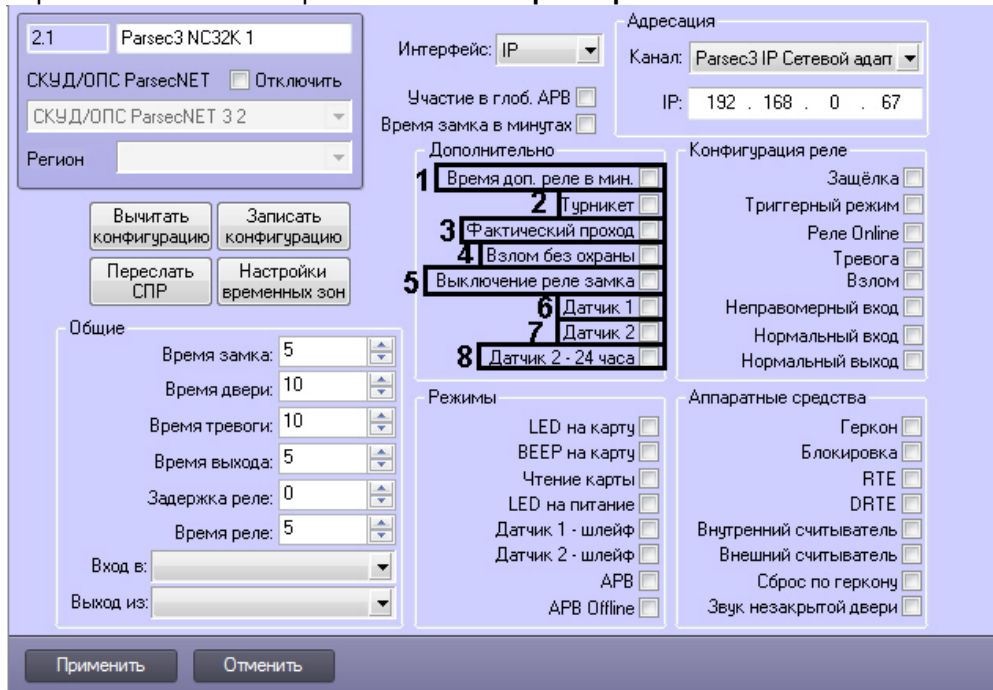 2.1 Parsec3 NC32K 1
СКУД/ОПС ParsecNET Отключить
СКУД/ОПС ParsecNET 3 2
Регион
Интерфейс: IP
Участие в глоб. APB
Время замка в минутах
Адресация
Канал: Parsec3 IP Сетевой адапт
IP: 192 . 168 . 0 . 67
Вычитать конфигурацию
Записать конфигурацию
Переслать СПР
Настройки временных зон
Общие
Время замка: 5
Время двери: 10
Время тревоги: 10
Время выхода: 5
Задержка реле: 0
Время реле: 5
Вход в:
Выход из:
Дополнительно
1 Время доп. реле в мин.
2 Турникет
3 Фактический проход
4 Взлом без охраны
5 Выключение реле замка
6 Датчик 1
7 Датчик 2
8 Датчик 2 - 24 часа
Конфигурация реле
Защёлка
Триггерный режим
Реле Online
Тревога
Взлом
Неправомерный вход
Нормальный вход
Нормальный выход
Режимы
LED на карту
BEEP на карту
Чтение карты
LED на питание
Датчик 1 - шлейф
Датчик 2 - шлейф
APB
APB Offline
Аппаратные средства
Геркон
Блокировка
RTE
DRTE
Внутренний считыватель
Внешний считыватель
Сброс по геркону
Звук незакрытой двери
Применить Отменить